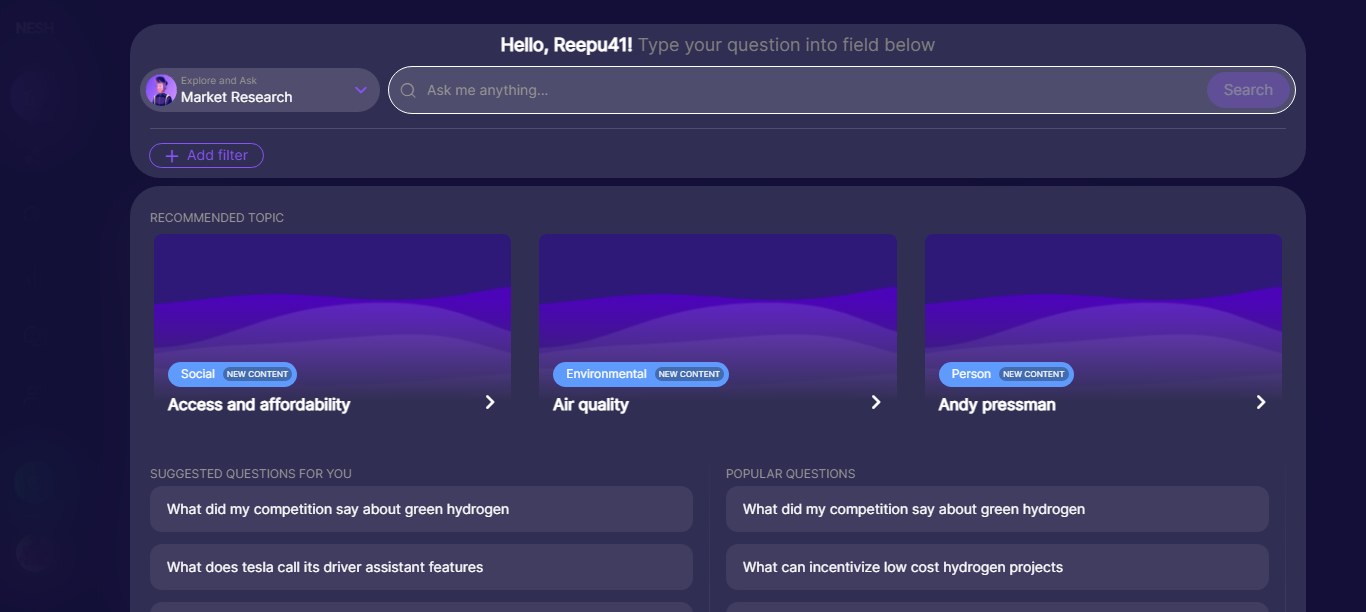 NESH
Hello, Reepu41! Type your question into field below
Explore and Ask
Market Research
Ask me anything...
Search
Add filter
RECOMMENDED TOPIC
Social NEW CONTENT
Access and affordability
Environmental NEW CONTENT
Air quality
Person NEW CONTENT
Andy pressman
SUGGESTED QUESTIONS FOR YOU
What did my competition say about green hydrogen
What does tesla call its driver assistant features
POPULAR QUESTIONS
What did my competition say about green hydrogen
What can incentivize low cost hydrogen projects